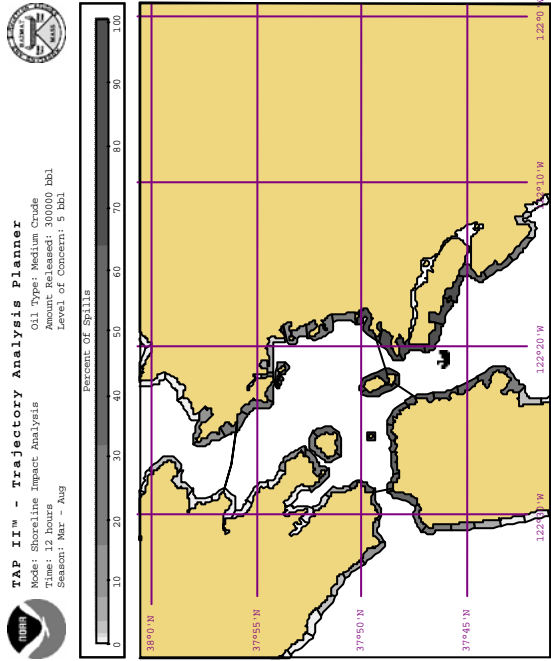 TAP II™ - Trajectory Analysis Planner
Mode: Shoreline Impact Analysis
Time: 12 hours
Season: Mar - Aug
Oil Type: Medium Crude
Amount Released: 300000 bbl
Level of Concern: 5 bbl
NOAA
HAZMAT
MASS
Percent Of Spills
0 10 20 30 40 50 60 70 80 90 100
38°0'N
37°55'N
37°50'N
37°45'N
122°30'W
122°20'W
122°10'W
122°0'W